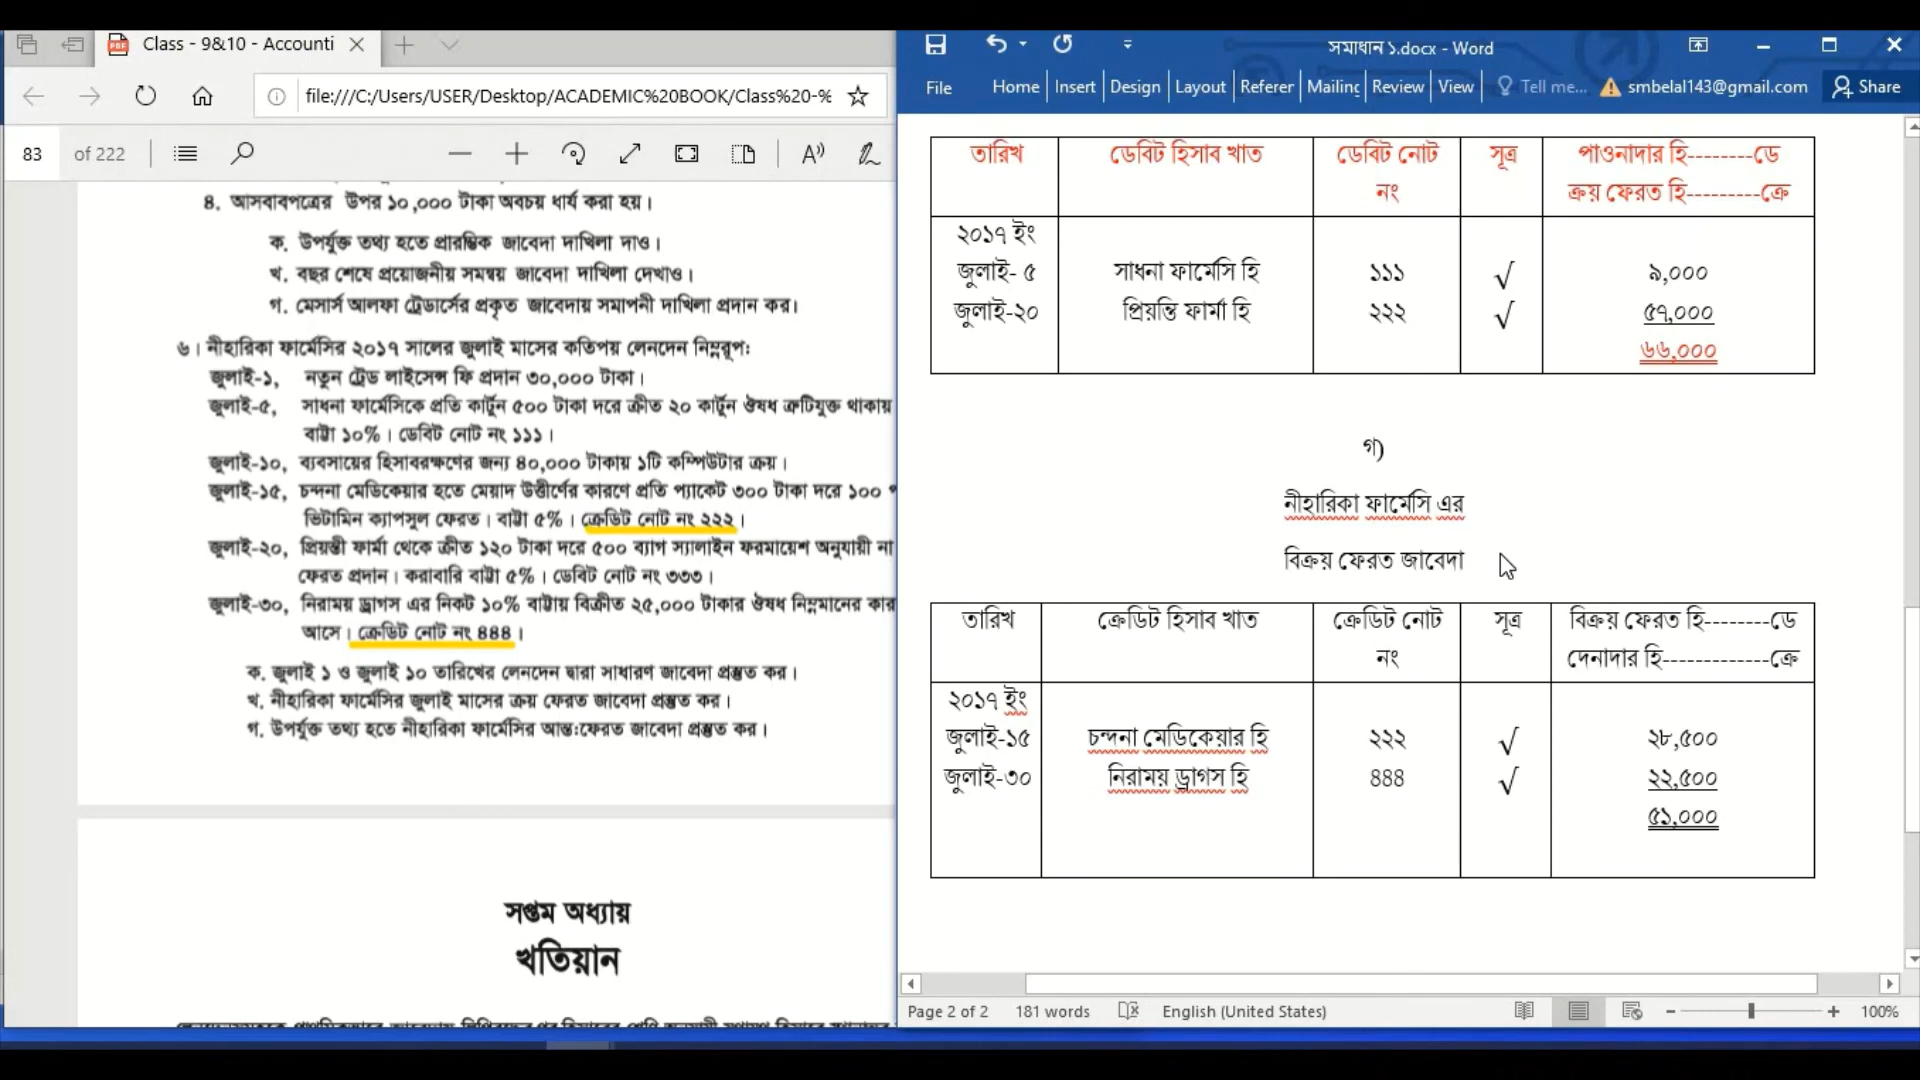 Class - 9&10 - Accounti
file:///C:/Users/USER/Desktop/ACADEMIC%20BOOK/Class%20-%
83 of 222
৪. আসবাবপত্রের উপর ১০,০০০ টাকা অবচয় ধার্য করা হয়।
ক. উপর্যুক্ত তথ্য হতে প্রারম্ভিক জাবেদা দাখিলা দাও।
খ. বছর শেষে প্রয়োজনীয় সমন্বয় জাবেদা দাখিলা দেখাও।
গ. মেসার্স আলফা ট্রেডার্সের প্রকৃত জাবেদায় সমাপনী দাখিলা প্রদান কর।
৬। নীহারিকা ফার্মেসির ২০১৭ সালের জুলাই মাসের কতিপয় লেনদেন নিম্নরূপ:
জুলাই-১, নতুন ট্রেড লাইসেন্স ফি প্রদান ৩০,০০০ টাকা।
জুলাই-৫, সাধনা ফার্মেসিকে প্রতি কার্টুন ৫০০ টাকা দরে ক্রীত ২০ কার্টুন ঔষধ ত্রুটিযুক্ত থাকায়
বাট্টা ১০%। ডেবিট নোট নং ১১১।
জুলাই-১০, ব্যবসায়ের হিসাবরক্ষণের জন্য ৪০,০০০ টাকায় ১টি কম্পিউটার ক্রয়।
জুলাই-১৫, চন্দনা মেডিকেয়ার হতে মেয়াদ উত্তীর্ণের কারণে প্রতি প্যাকেট ৩০০ টাকা দরে ১০০
ভিটামিন ক্যাপসুল ফেরত। বাট্টা ৫%। ক্রেডিট নোট নং ২২২।
জুলাই-২০, প্রিয়ন্তী ফার্মা থেকে ক্রীত ১২০ টাকা দরে ৫০০ ব্যাগ স্যালাইন ফরমায়েশ অনুযায়ী না
ফেরত প্রদান। কারাবারি বাট্টা ৫%। ডেবিট নোট নং ৩৩৩।
জুলাই-৩০, নিরাময় ড্রাগস এর নিকট ১০% বাট্টায় বিক্রীত ২৫,০০০ টাকার ঔষধ নিম্নমানের কার
আসে। ক্রেডিট নোট নং ৪৪৪।
ক. জুলাই ১ ও জুলাই ১০ তারিখের লেনদেন দ্বারা সাধারণ জাবেদা প্রস্তুত কর।
খ. নীহারিকা ফার্মেসির জুলাই মাসের ক্রয় ফেরত জাবেদা প্রস্তুত কর।
গ. উপর্যুক্ত তথ্য হতে নীহারিকা ফার্মেসির আন্ত:ফেরত জাবেদা প্রস্তুত কর।
সপ্তম অধ্যায়
খতিয়ান
সমাধান ১.docx - Word
File Home Insert Design Layout Referer Mailing Review View Tell me... smbelal143@gmail.com Share
তারিখ ডেবিট হিসাব খাত ডেবিট নোট সূত্র পাওনাদার হি--------ডে
নং ক্রয় ফেরত হি---------ক্রে
২০১৭ ইং
জুলাই- ৫ সাধনা ফার্মেসি হি ১১১ √ ৯,০০০
জুলাই-২০ প্রিয়ন্তি ফার্মা হি ২২২ √ ৫৭,০০০
৬৬,০০০
গ)
নীহারিকা ফার্মেসি এর
বিক্রয় ফেরত জাবেদা
তারিখ ক্রেডিট হিসাব খাত ক্রেডিট নোট সূত্র বিক্রয় ফেরত হি--------ডে
নং দেনাদার হি-------------ক্রে
২০১৭ ইং
জুলাই-১৫ চন্দনা মেডিকেয়ার হি ২২২ √ ২৮,৫০০
জুলাই-৩০ নিরাময় ড্রাগস হি ৪৪৪ √ ২২,৫০০
৫১,০০০
Page 2 of 2 181 words English (United States) 100%